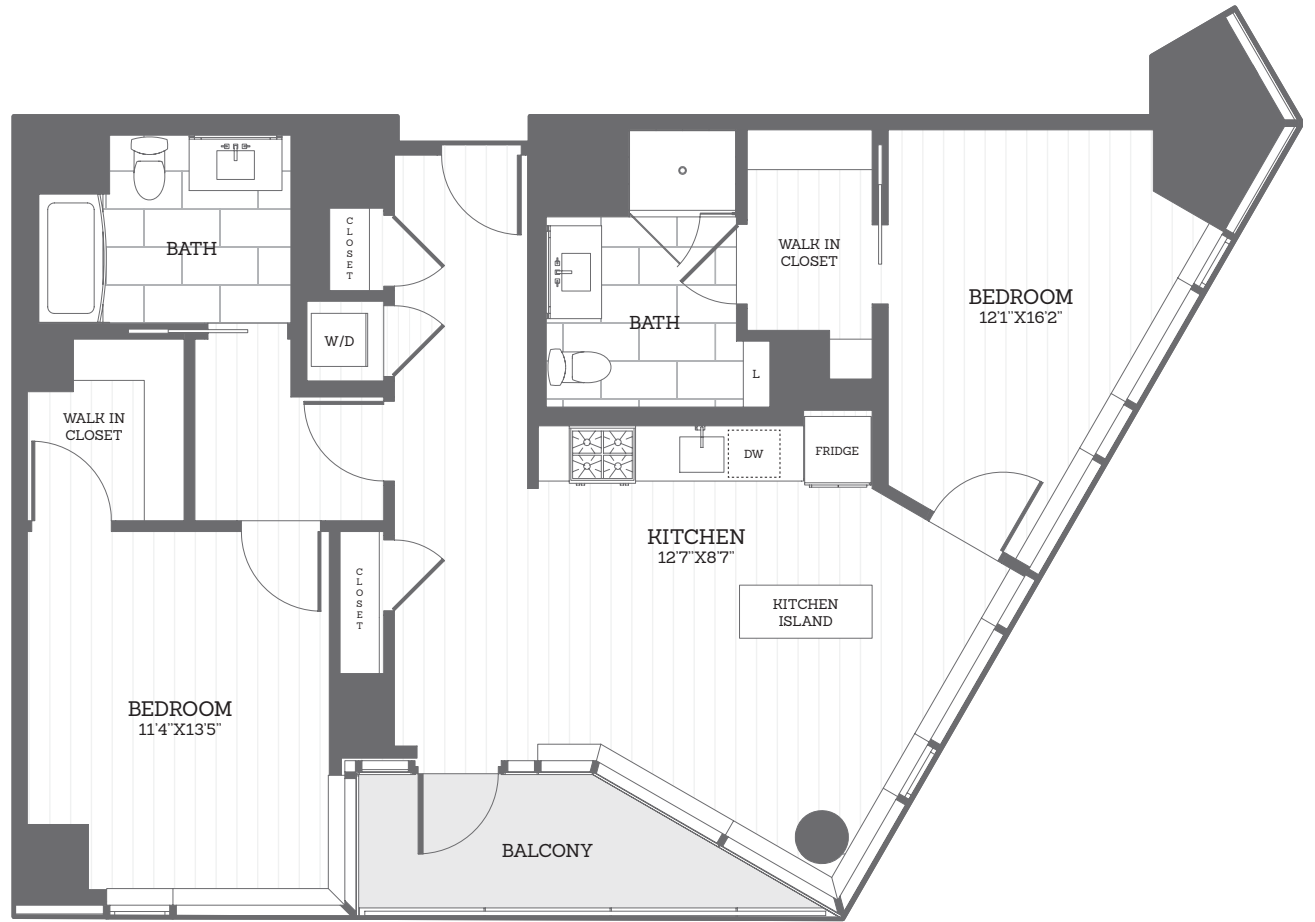 BATH
CLOSET
W/D
WALK IN
CLOSET
BEDROOM
11'4"X13'5"
CLOSET
BATH
L
WALK IN
CLOSET
BEDROOM
12'1"X16'2"
DW
FRIDGE
KITCHEN
12'7"X8'7"
KITCHEN
ISLAND
BALCONY